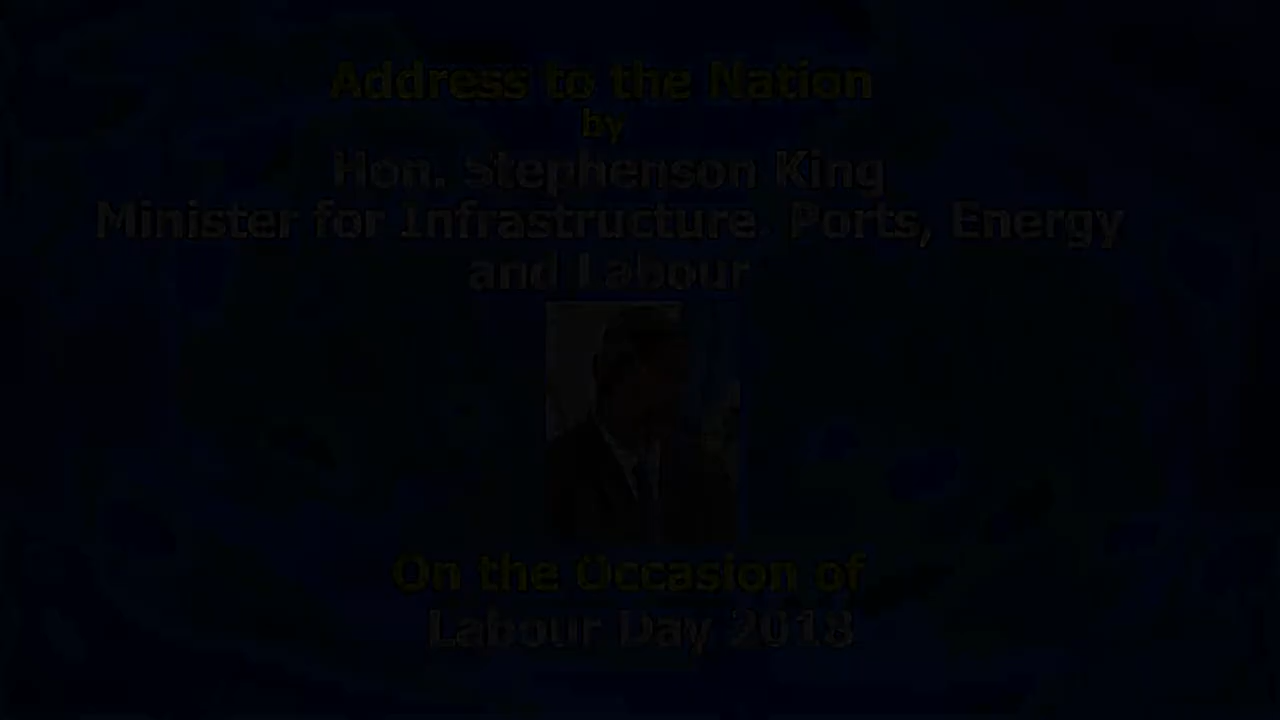 Address to the Nation
by
Hon. Stephenson King
Minister for Infrastructure, Ports, Energy
and Labour
On the Occasion of
Labour Day 2018